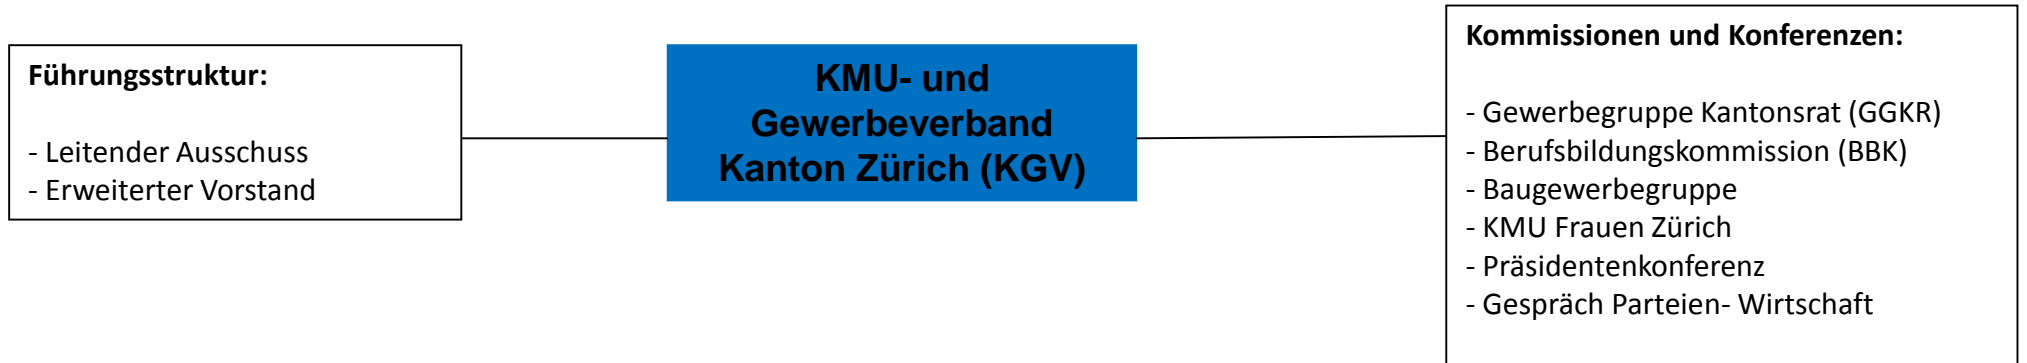 Führungsstruktur:
- Leitender Ausschuss
- Erweiterter Vorstand
KMU- und
Gewerbeverband
Kanton Zürich (KGV)
Kommissionen und Konferenzen:
- Gewerbegruppe Kantonsrat (GGKR)
- Berufsbildungskommission (BBK)
- Baugewerbegruppe
- KMU Frauen Zürich
- Präsidentenkonferenz
- Gespräch Parteien- Wirtschaft